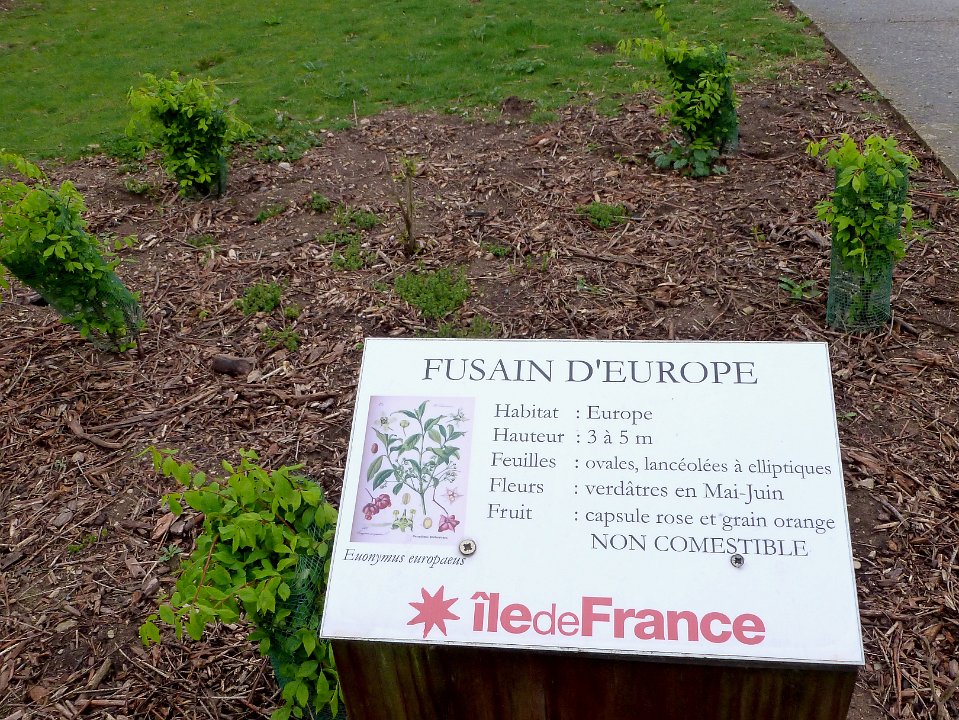 FUSAIN D'EUROPE
Habitat : Europe
Hauteur : 3 à 5 m
Feuilles : ovales, lancéolées à elliptiques
Fleurs : verdâtres en Mai-Juin
Fruit : capsule rose et grain orange
NON COMESTIBLE
Euonymus europaeus
îledeFrance